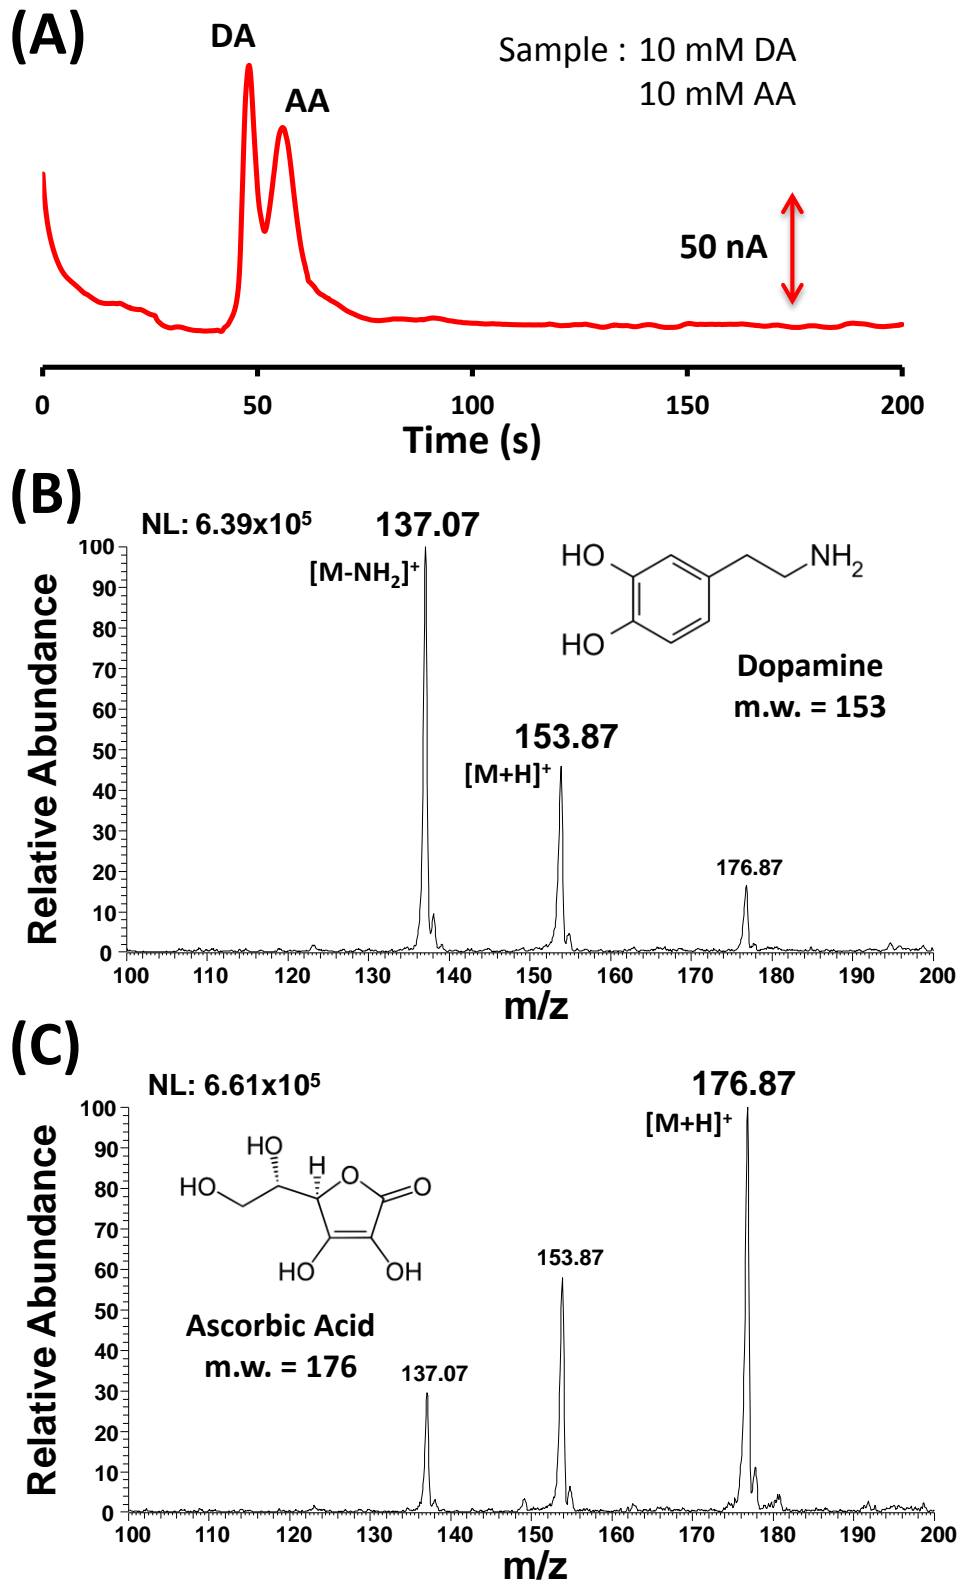 (A)
DA
AA
Sample : 10 mM DA
10 mM AA
50 nA
0 50 100 150 200
Time (s)
(B)
NL: 6.39x10⁵
137.07
[M-NH₂]⁺
153.87
[M+H]⁺
176.87
HO
HO
NH₂
Dopamine
m.w. = 153
Relative Abundance
100
90
80
70
60
50
40
30
20
10
0
100 110 120 130 140 150 160 170 180 190 200
m/z
(C)
NL: 6.61x10⁵
176.87
[M+H]⁺
153.87
137.07
HO
HO
H
O
O
HO
OH
Ascorbic Acid
m.w. = 176
Relative Abundance
100
90
80
70
60
50
40
30
20
10
0
100 110 120 130 140 150 160 170 180 190 200
m/z